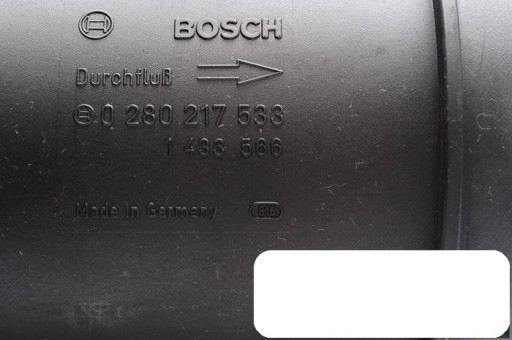 BOSCH
Durchfluß
0 280 217 533
1 433 566
Made in Germany